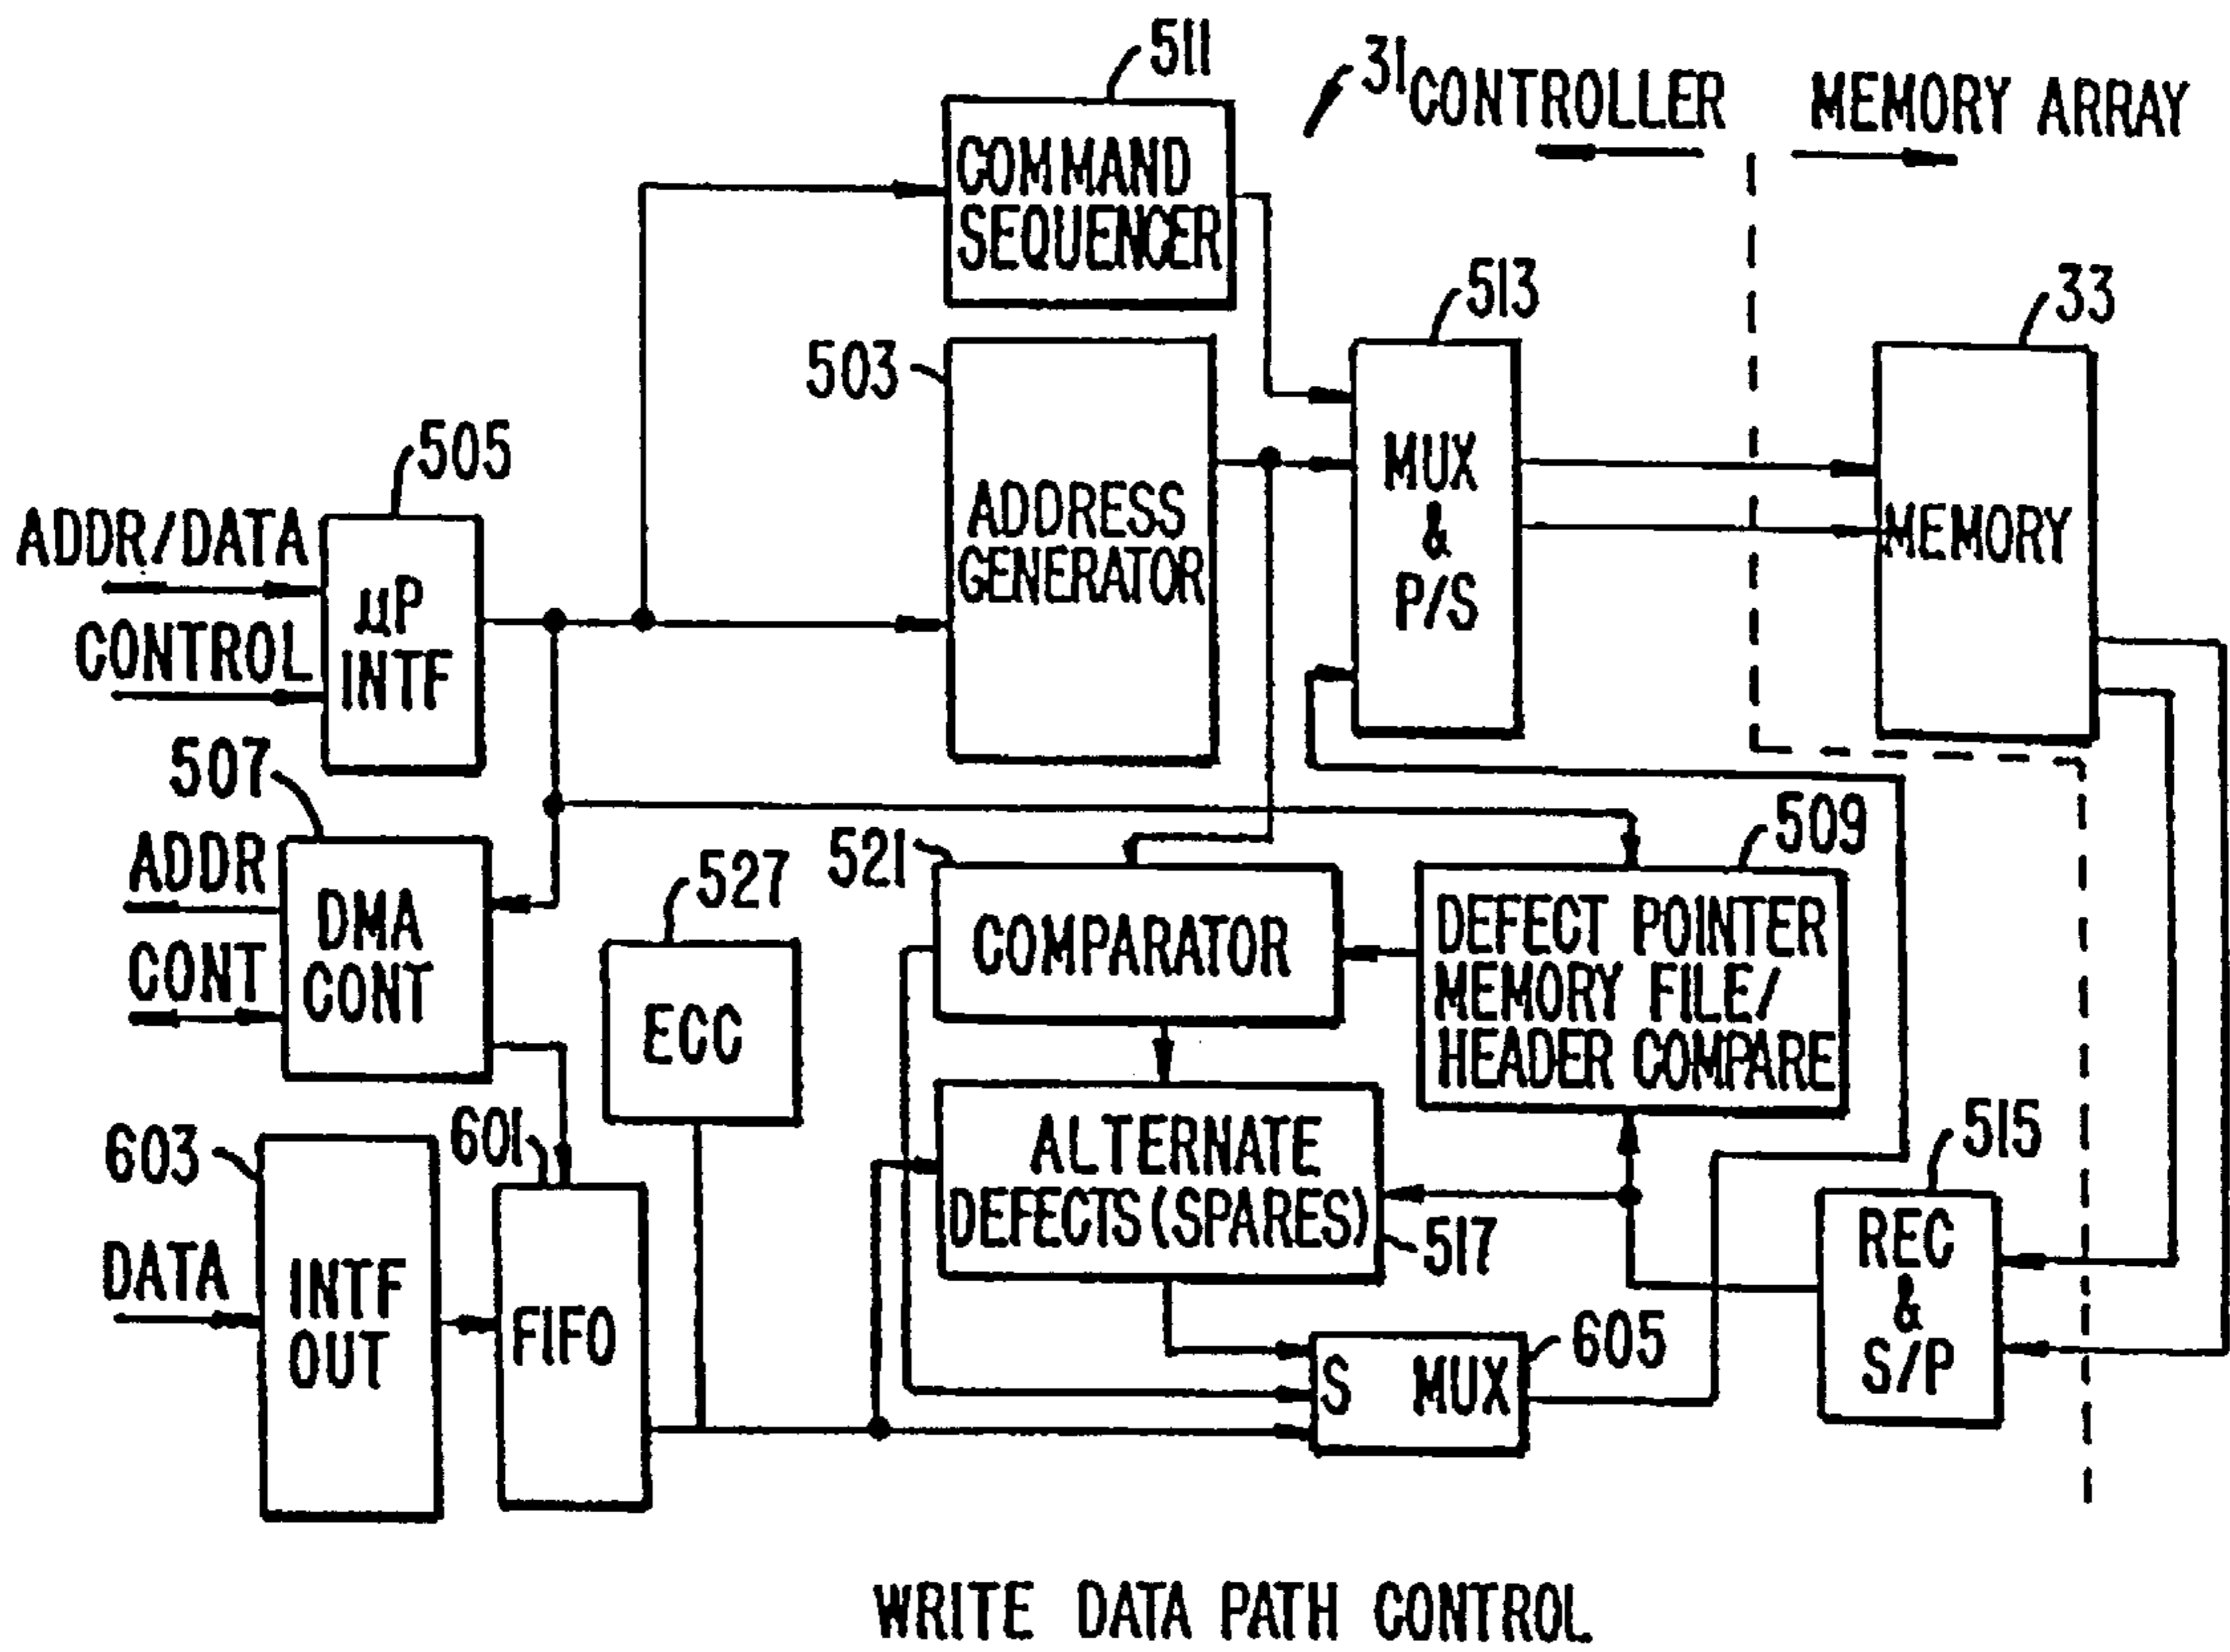 511
31
CONTROLLER
MEMORY ARRAY
COMMAND
SEQUENCER
513
33
503
505
ADDRESS
GENERATOR
MUX
&
P/S
MEMORY
ADDR/DATA
CONTROL
µP
INTF
507
ADDR
CONT
DMA
CONT
527
ECC
521
COMPARATOR
509
DEFECT POINTER
MEMORY FILE/
HEADER COMPARE
603
601
DATA
INTF
OUT
FIFO
ALTERNATE
DEFECTS (SPARES)
517
515
REC
&
S/P
605
S MUX
WRITE DATA PATH CONTROL